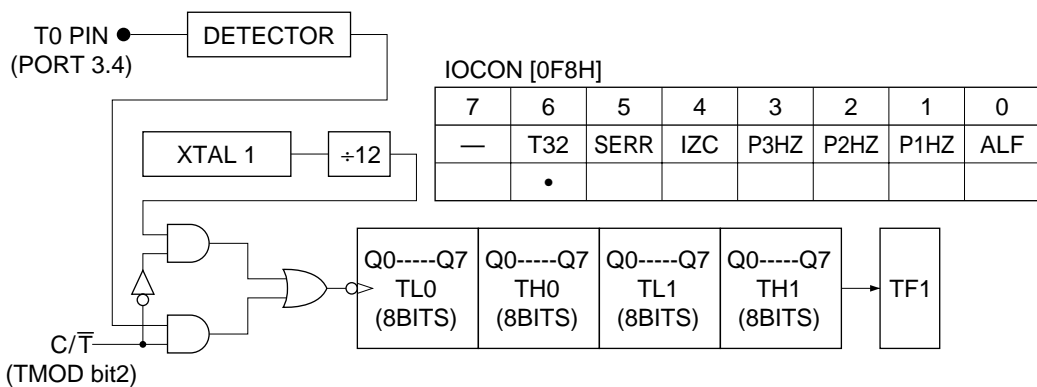 T0 PIN
(PORT 3.4)
DETECTOR
IOCON [0F8H]
7 6 5 4 3 2 1 0
— T32 SERR IZC P3HZ P2HZ P1HZ ALF
•
XTAL 1
÷12
Q0-----Q7 Q0-----Q7 Q0-----Q7 Q0-----Q7
TL0 TH0 TL1 TH1 TF1
(8BITS) (8BITS) (8BITS) (8BITS)
C/T̅
(TMOD bit2)